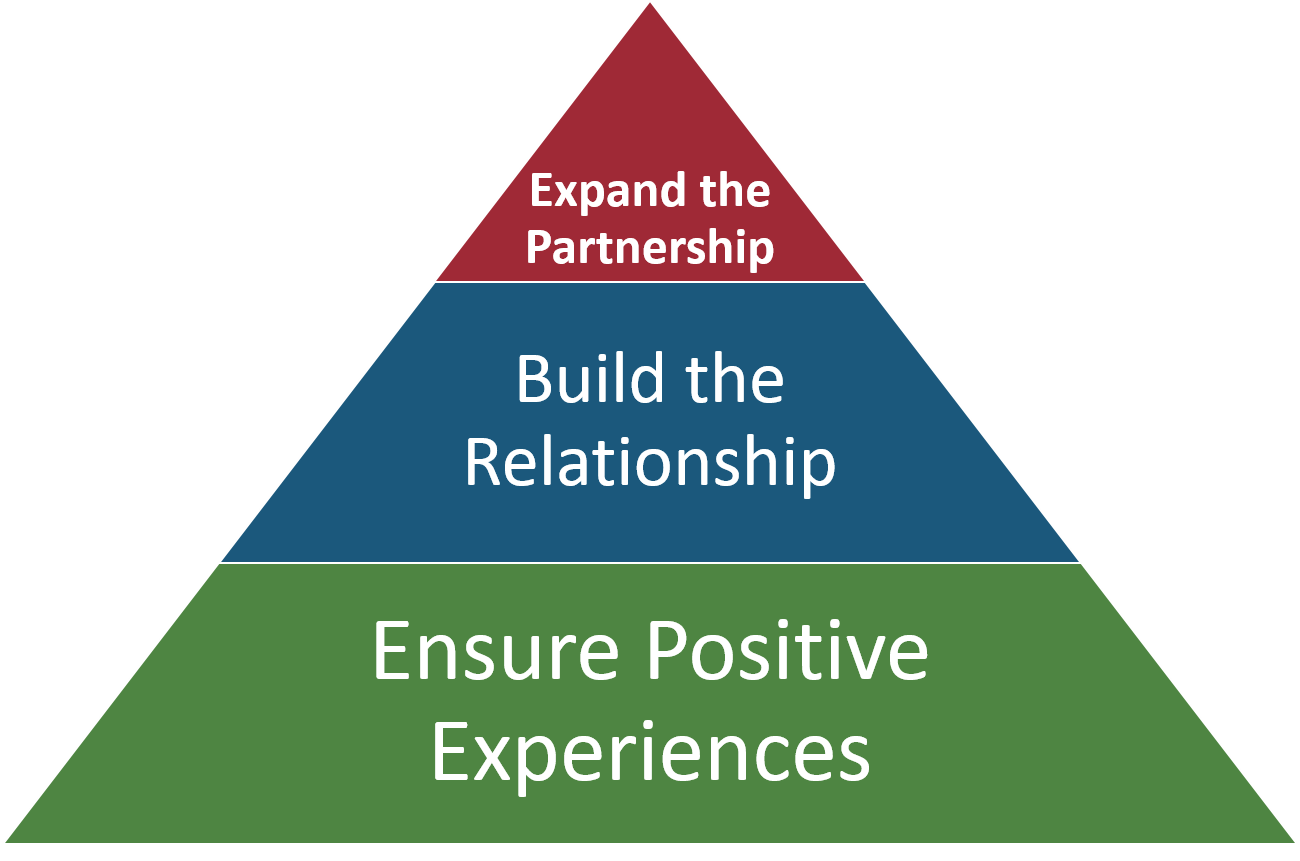 Expand the
Partnership
Build the
Relationship
Ensure Positive
Experiences